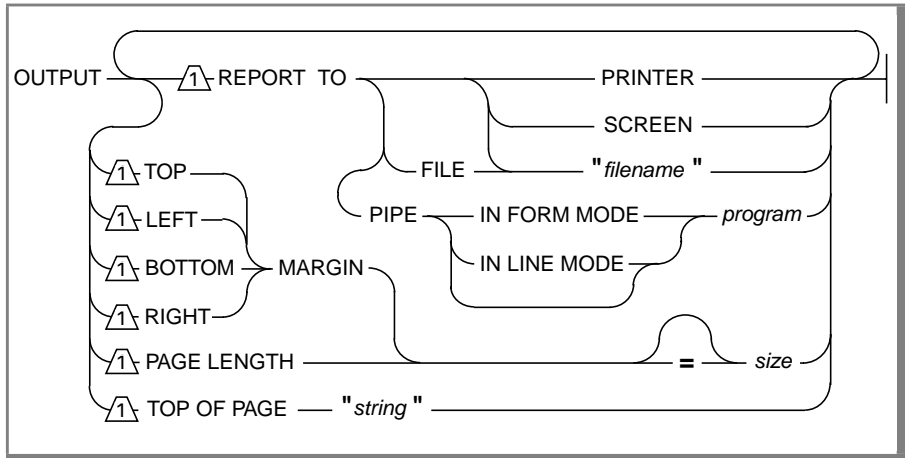 OUTPUT 1 REPORT TO PRINTER
SCREEN
1 TOP FILE "filename "
1 LEFT PIPE IN FORM MODE program
1 BOTTOM MARGIN IN LINE MODE
1 RIGHT
1 PAGE LENGTH = size
1 TOP OF PAGE "string "